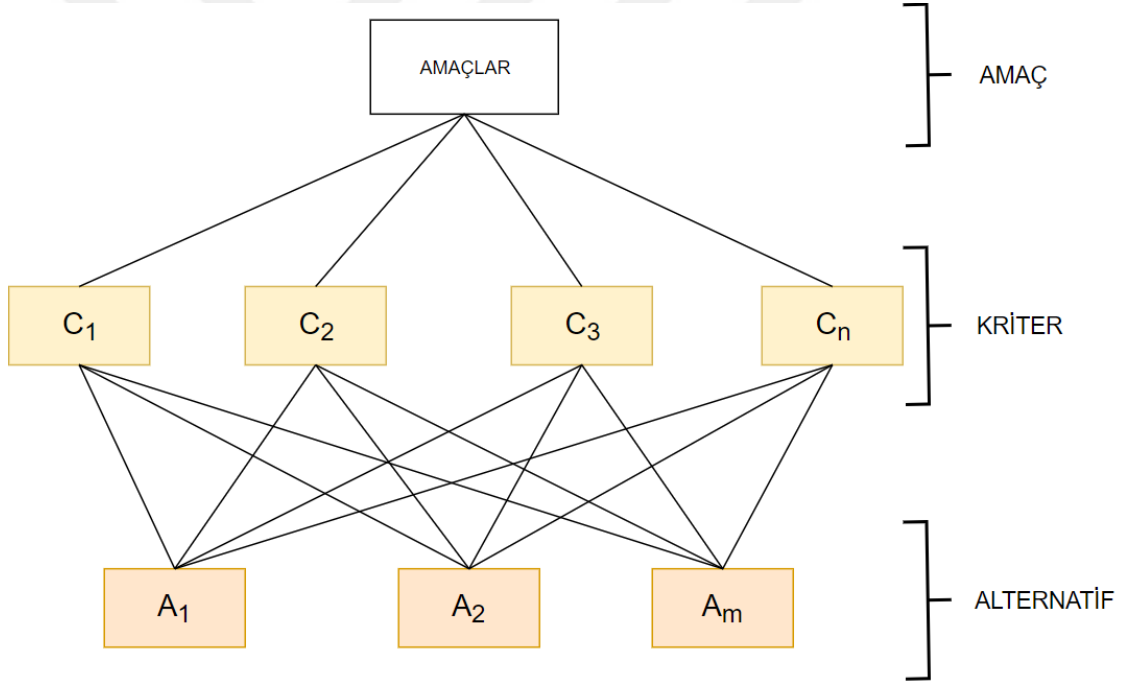 AMAÇLAR
AMAÇ
C1
C2
C3
Cn
KRİTER
A1
A2
Am
ALTERNATİF